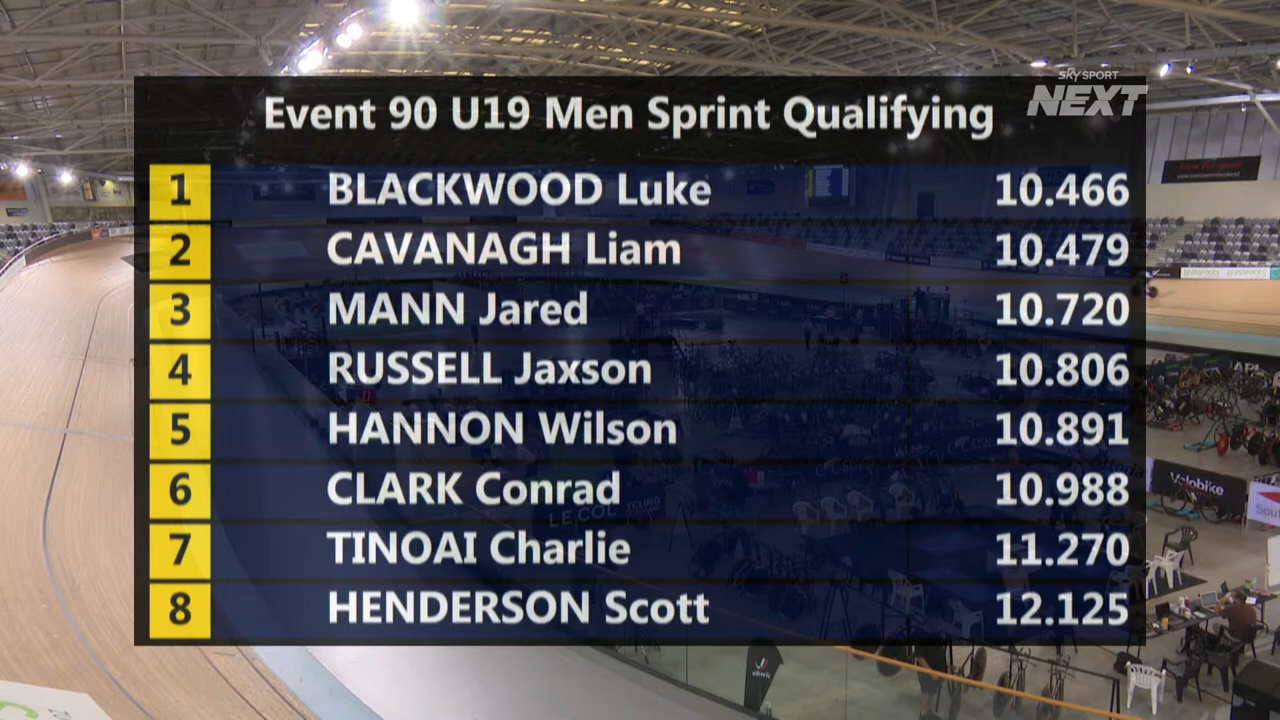 sky SPORT
NEXT
Event 90 U19 Men Sprint Qualifying
1 BLACKWOOD Luke 10.466
2 CAVANAGH Liam 10.479
3 MANN Jared 10.720
4 RUSSELL Jaxson 10.806
5 HANNON Wilson 10.891
6 CLARK Conrad 10.988
7 TINOAI Charlie 11.270
8 HENDERSON Scott 12.125
LE COL
Velobike